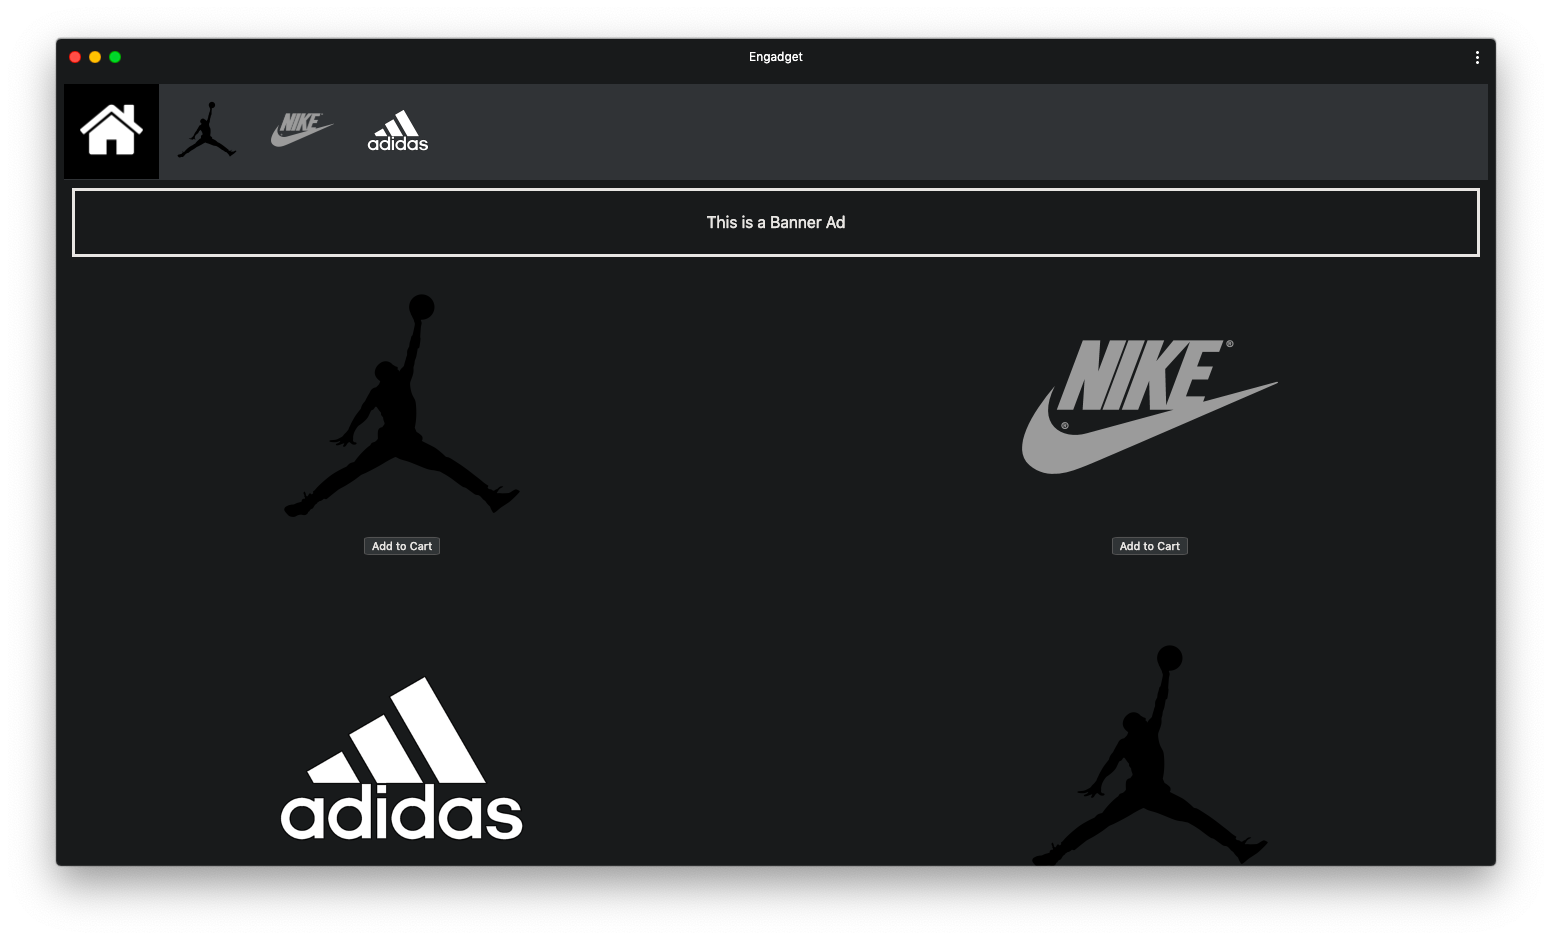 Engadget
NIKE
adidas
This is a Banner Ad
NIKE®
®
Add to Cart
Add to Cart
adidas